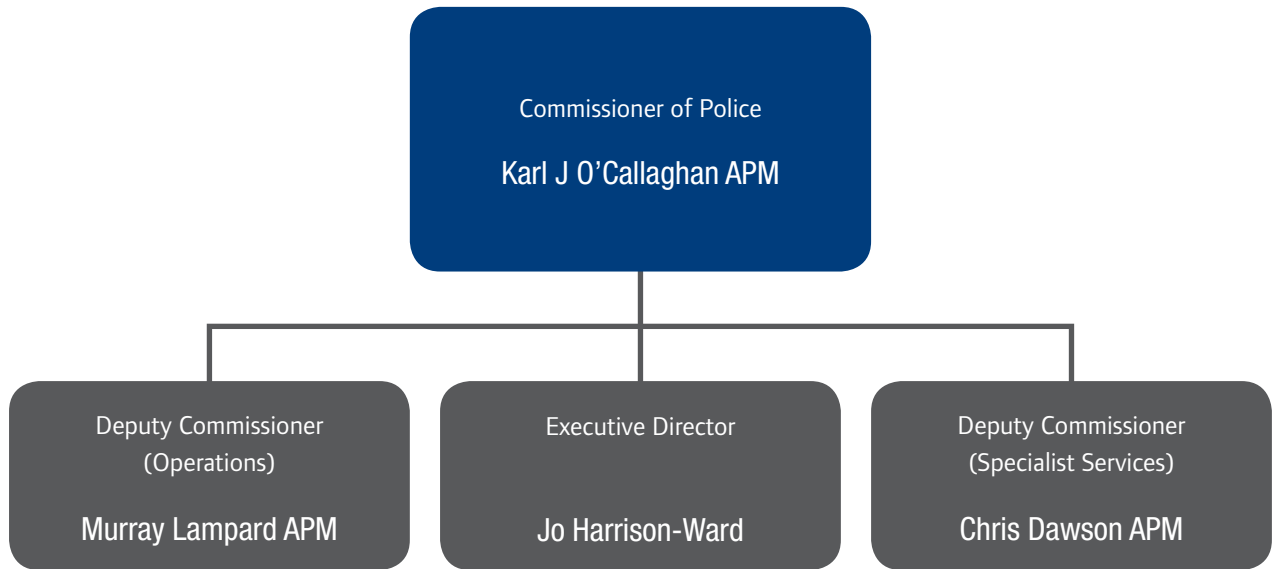 Commissioner of Police
Karl J O’Callaghan APM
Deputy Commissioner
(Operations)
Murray Lampard APM
Executive Director
Jo Harrison-Ward
Deputy Commissioner
(Specialist Services)
Chris Dawson APM